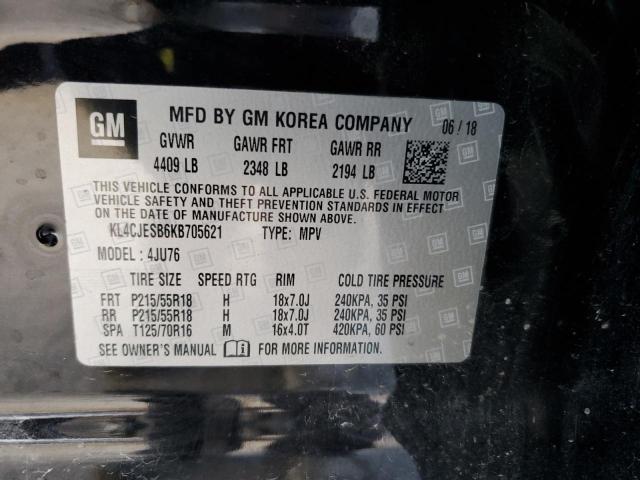 GM MFD BY GM KOREA COMPANY 06 / 18
GVWR GAWR FRT GAWR RR
4409 LB 2348 LB 2194 LB
THIS VEHICLE CONFORMS TO ALL APPLICABLE U.S. FEDERAL MOTOR
VEHICLE SAFETY AND THEFT PREVENTION STANDARDS IN EFFECT
ON THE DATE OF MANUFACTURE SHOWN ABOVE.
KL4CJESB6KB705621 TYPE: MPV
MODEL: 4JU76
TIRE SIZE SPEED RTG RIM COLD TIRE PRESSURE
FRT P215/55R18 H 18x7.0J 240KPA, 35 PSI
RR P215/55R18 H 18x7.0J 240KPA, 35 PSI
SPA T125/70R16 M 16x4.0T 420KPA, 60 PSI
SEE OWNER'S MANUAL FOR MORE INFORMATION.